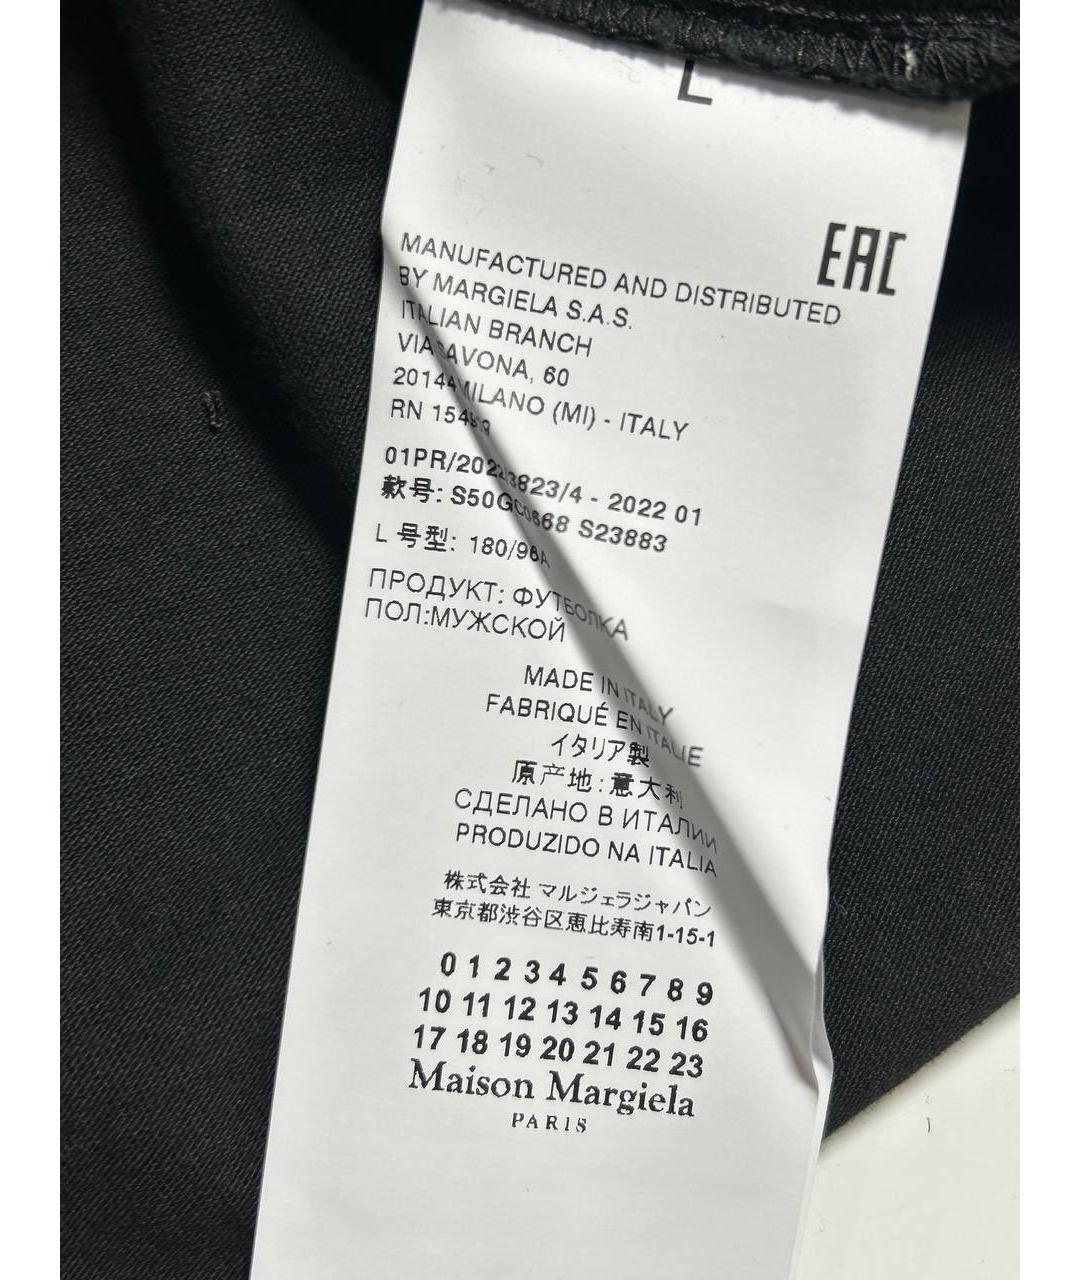 L
EAC
MANUFACTURED AND DISTRIBUTED
BY MARGIELA S.A.S.
ITALIAN BRANCH
VIA SAVONA, 60
20144 MILANO (MI) - ITALY
RN
- 2022 01
款号: S23883
L 号型:
ПРОДУКТ: ФУТБОЛКА
ПОЛ:МУЖСКОЙ
MADE IN ITALY
FABRIQUÉ EN ITALIE
イタリア製
原产地:意大利
СДЕЛАНО В ИТАЛИИ
PRODUZIDO NA ITALIA
株式会社 マルジェラジャパン
東京都渋谷区恵比寿南1-15-1
0 1 2 3 4 5 6 7 8 9
10 11 12 13 14 15 16
17 18 19 20 21 22 23
Maison Margiela
PARIS